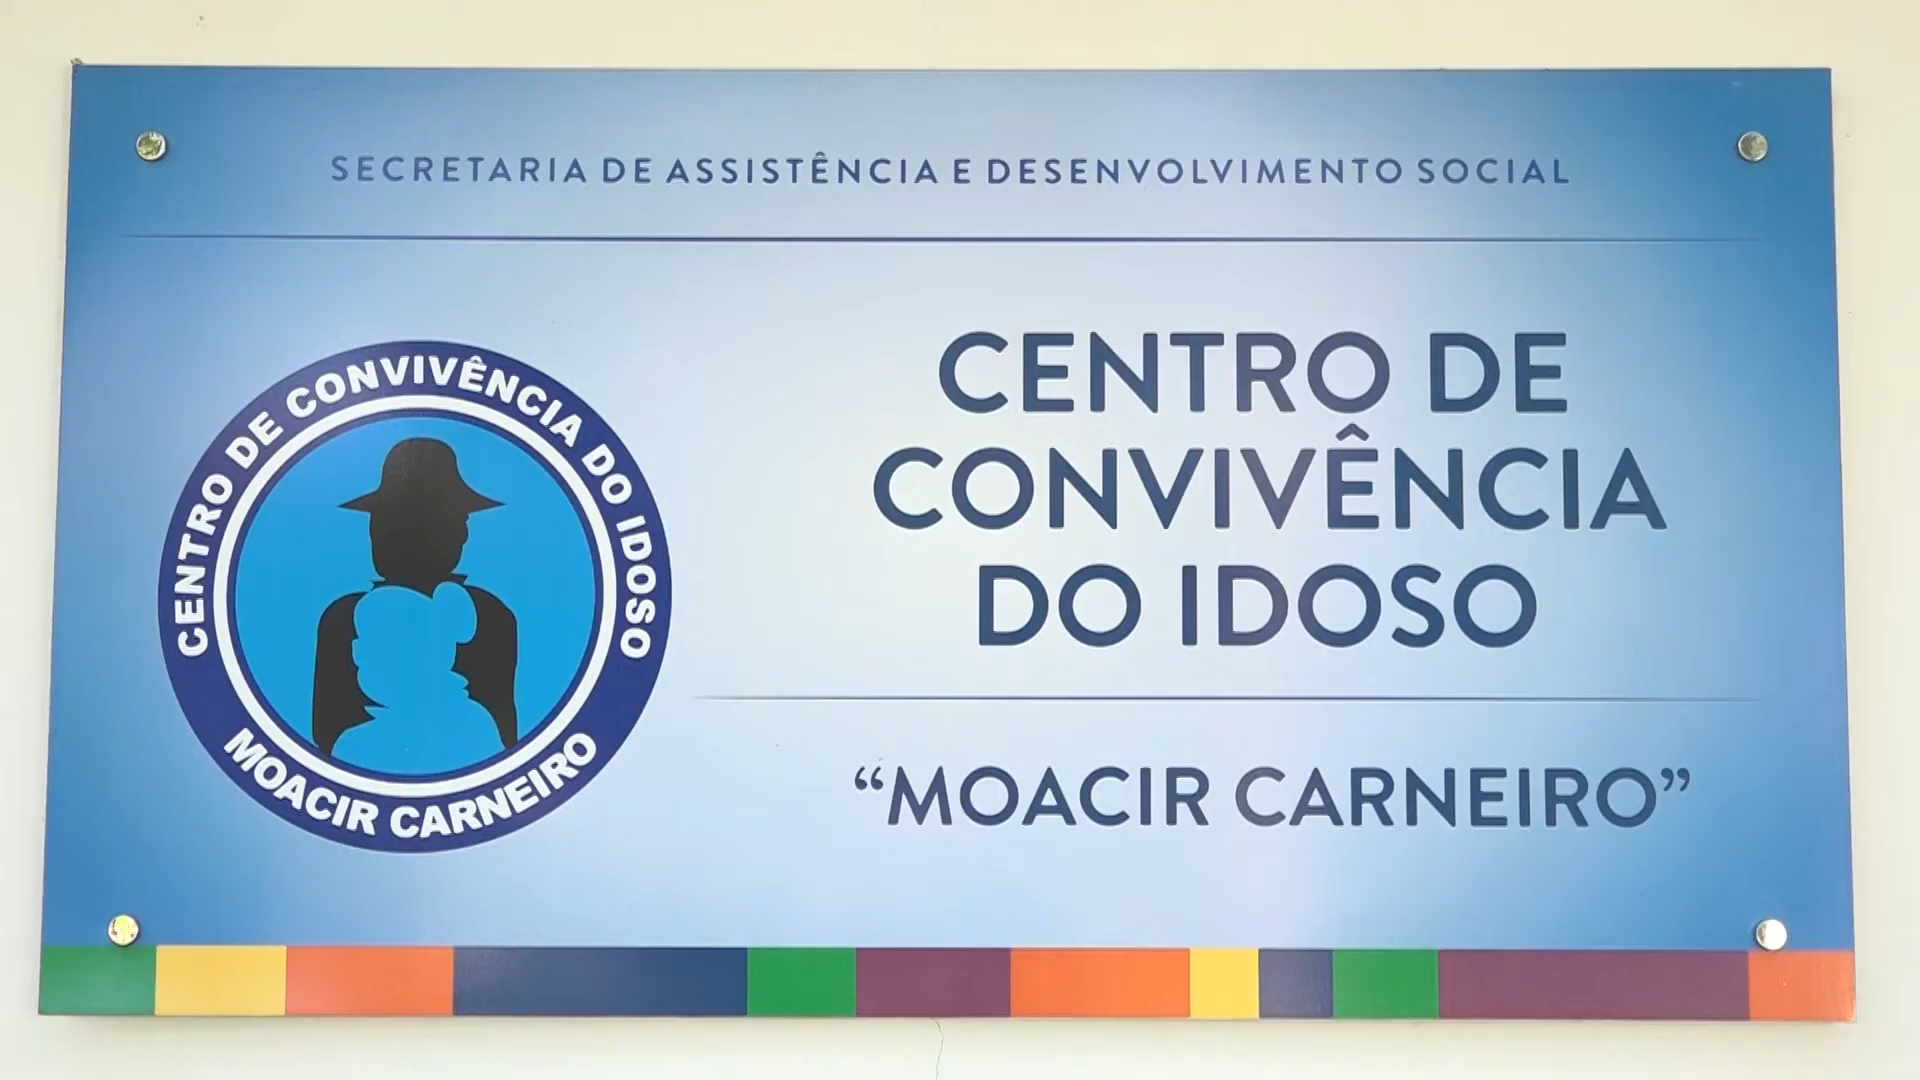 SECRETARIA DE ASSISTÊNCIA E DESENVOLVIMENTO SOCIAL
CENTRO DE CONVIVÊNCIA DO IDOSO
MOACIR CARNEIRO
CENTRO DE
CONVIVÊNCIA
DO IDOSO
“MOACIR CARNEIRO”